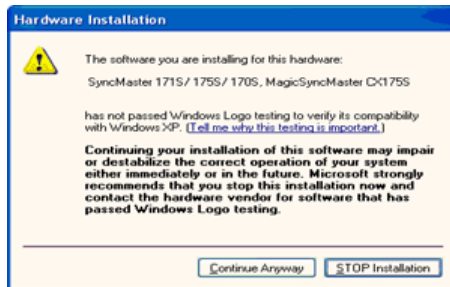 Hardware Installation
The software you are installing for this hardware:
SyncMaster 171S/ 175S/ 170S, MagicSyncMaster CX175S
has not passed Windows Logo testing to verify its compatibility
with Windows XP. (Tell me why this testing is important.)
Continuing your installation of this software may impair
or destabilize the correct operation of your system
either immediately or in the future. Microsoft strongly
recommends that you stop this installation now and
contact the hardware vendor for software that has
passed Windows Logo testing.
Continue Anyway STOP Installation